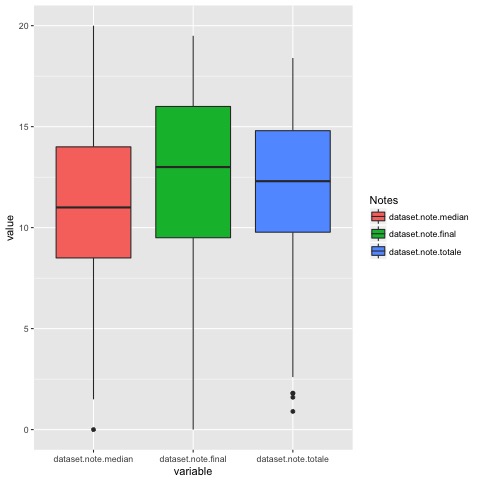 20
15
10
5
0
value
dataset.note.median dataset.note.final dataset.note.totale
variable
Notes
dataset.note.median
dataset.note.final
dataset.note.totale